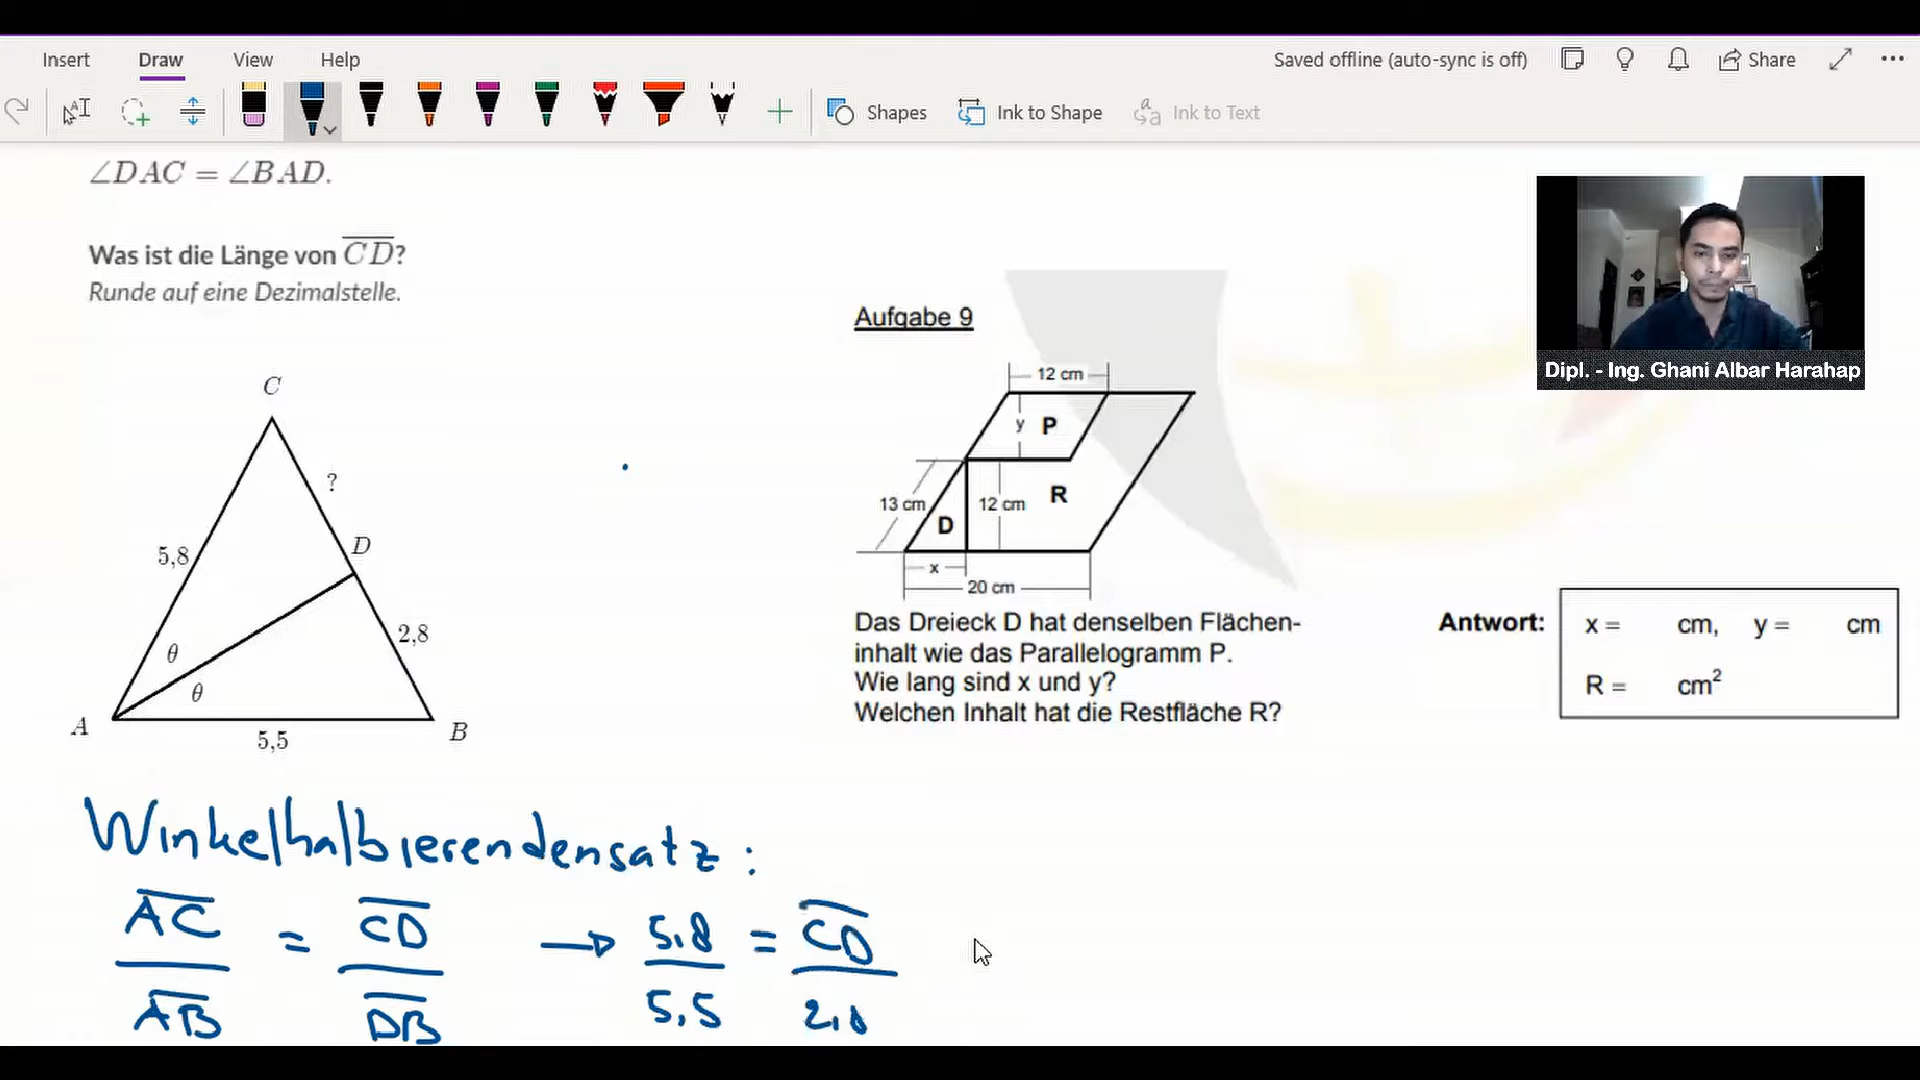 Insert Draw View Help
Saved offline (auto-sync is off) Share
Shapes Ink to Shape Ink to Text
∠DAC = ∠BAD.
Was ist die Länge von CD?
Runde auf eine Dezimalstelle.
C
?
D
5,8
2,8
θ
θ
A
B
5,5
Aufgabe 9
12 cm
y P
13 cm
12 cm
R
D
x
20 cm
Das Dreieck D hat denselben Flächen-
inhalt wie das Parallelogramm P.
Wie lang sind x und y?
Welchen Inhalt hat die Restfläche R?
Antwort:
x = cm, y = cm
R = cm²
Dipl. - Ing. Ghani Albar Harahap
Winkelhalbierendensatz :
AC / AB = CD / DB → 5.8 / 5.5 = CD / 2.8